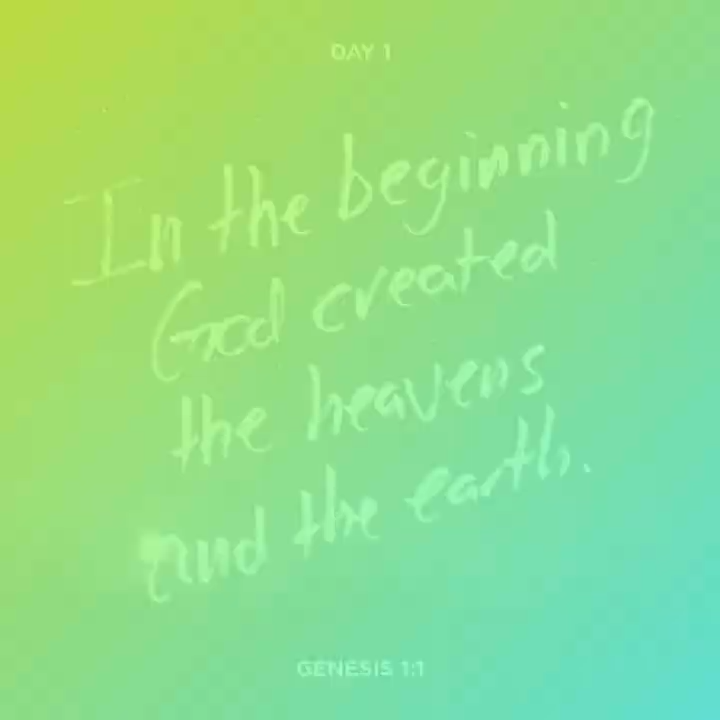 DAY 1
In the beginning
God created
the heavens
and the earth.
GENESIS 1:1